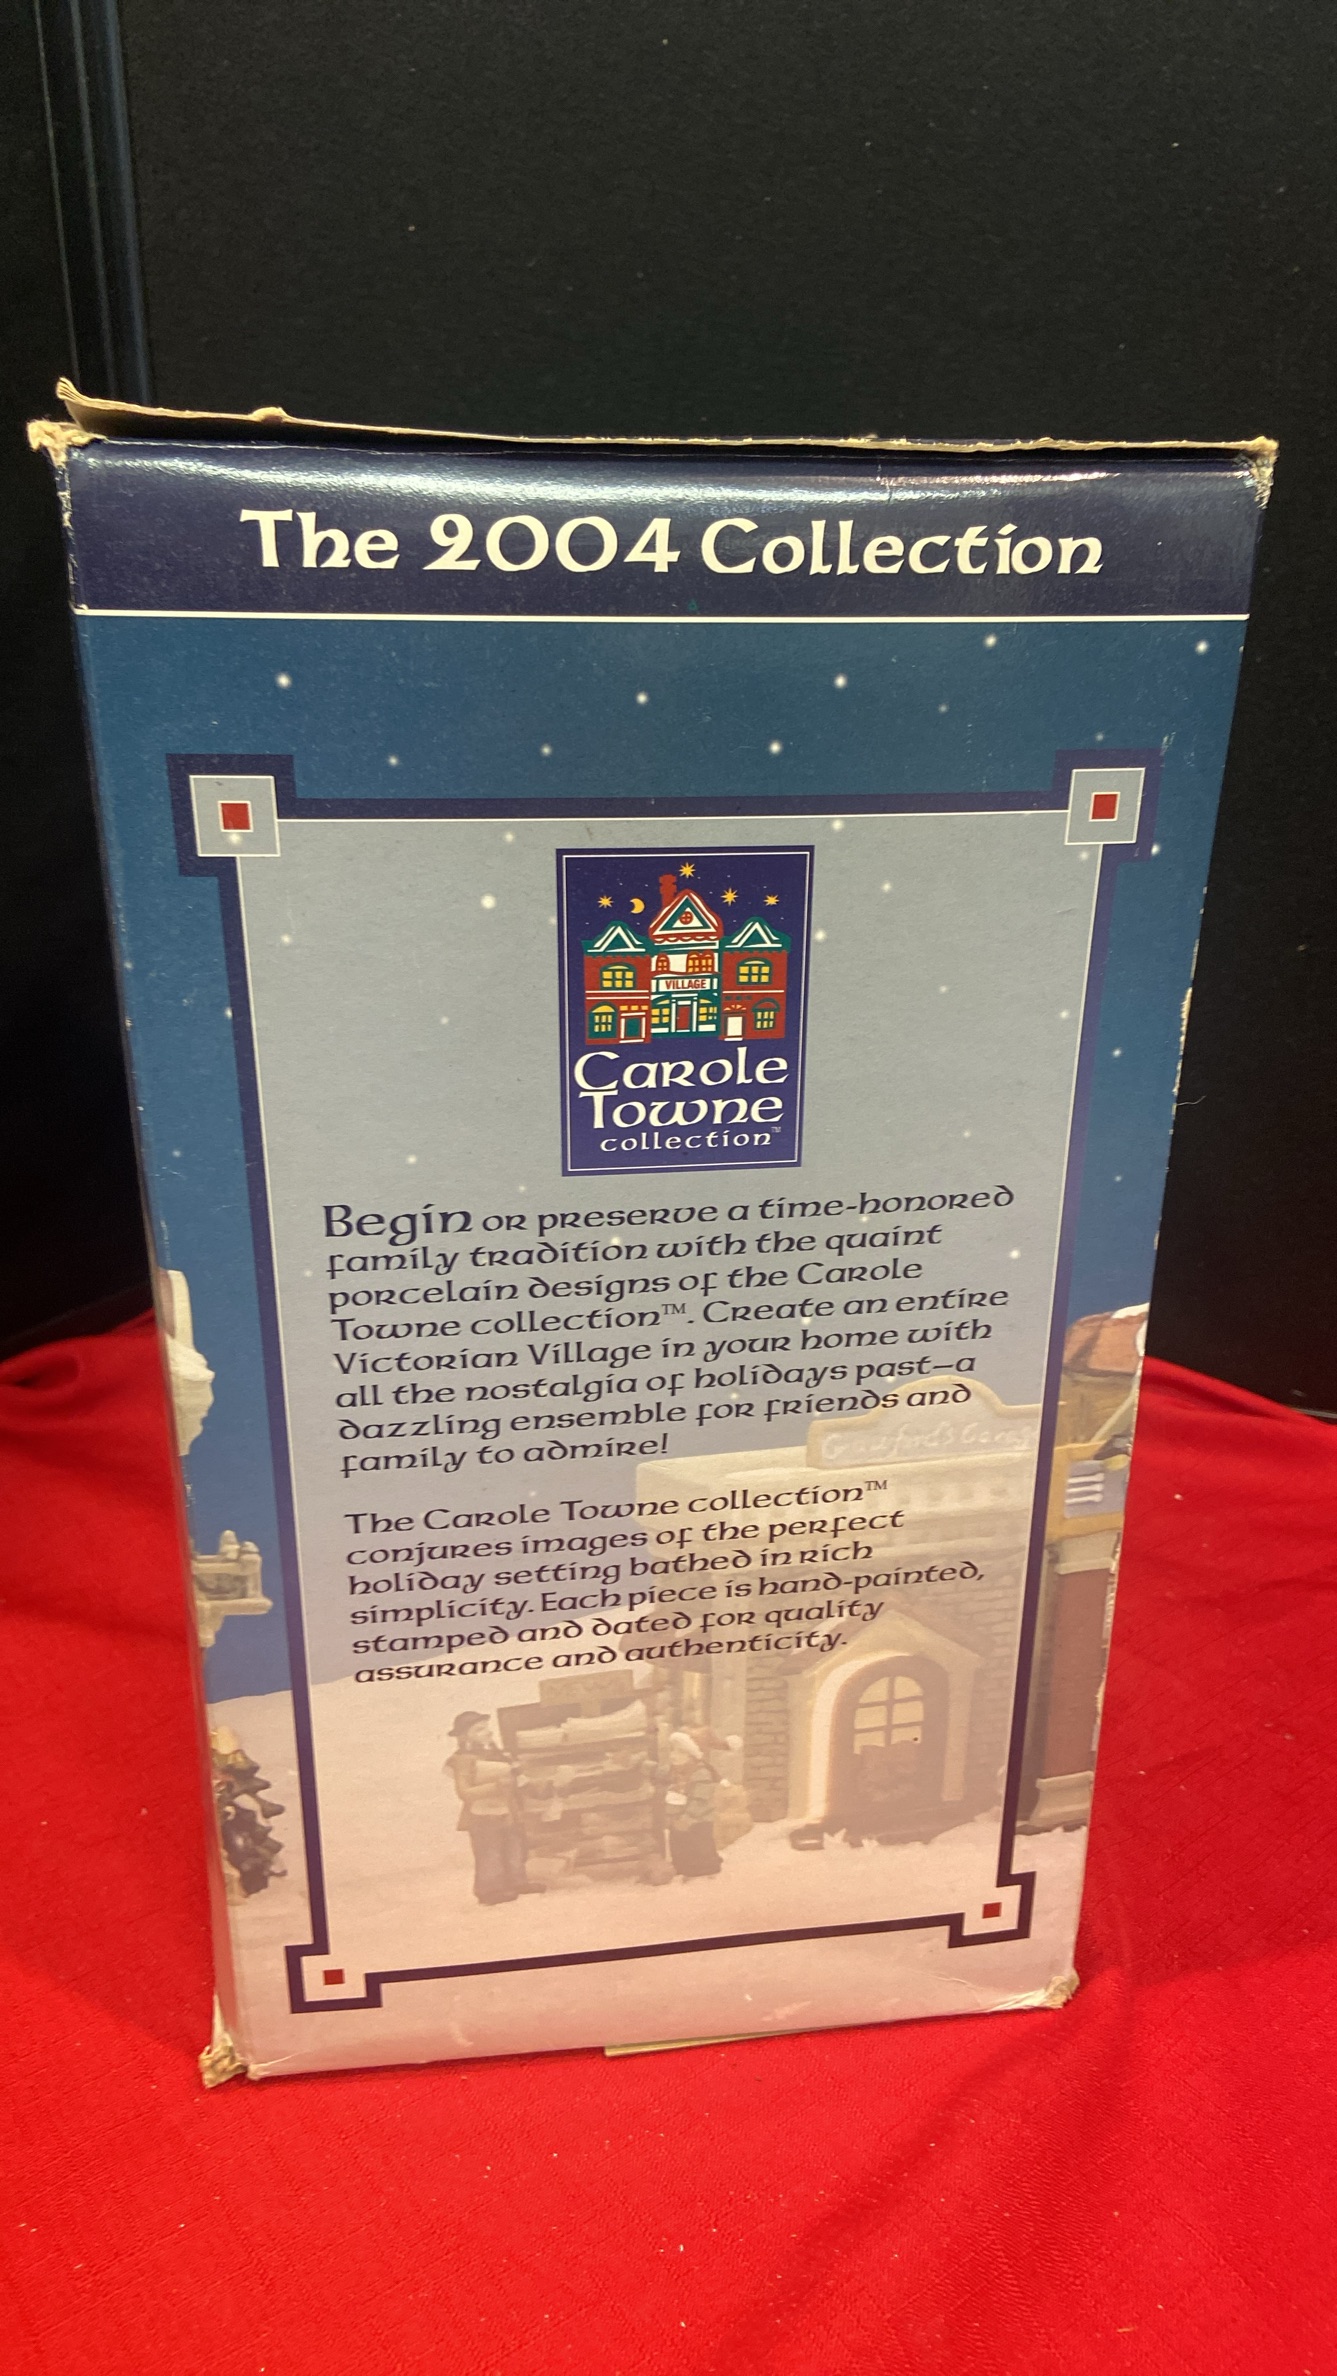 The 2004 Collection
VILLAGE
Carole
Towne
collection™
Begin or preserve a time-honored
family tradition with the quaint
porcelain designs of the Carole
Towne collection™. Create an entire
Victorian Village in your home with
all the nostalgia of holidays past—a
dazzling ensemble for friends and
family to admire!
The Carole Towne collection™
conjures images of the perfect
holiday setting bathed in rich
simplicity. Each piece is hand-painted,
stamped and dated for quality
assurance and authenticity.